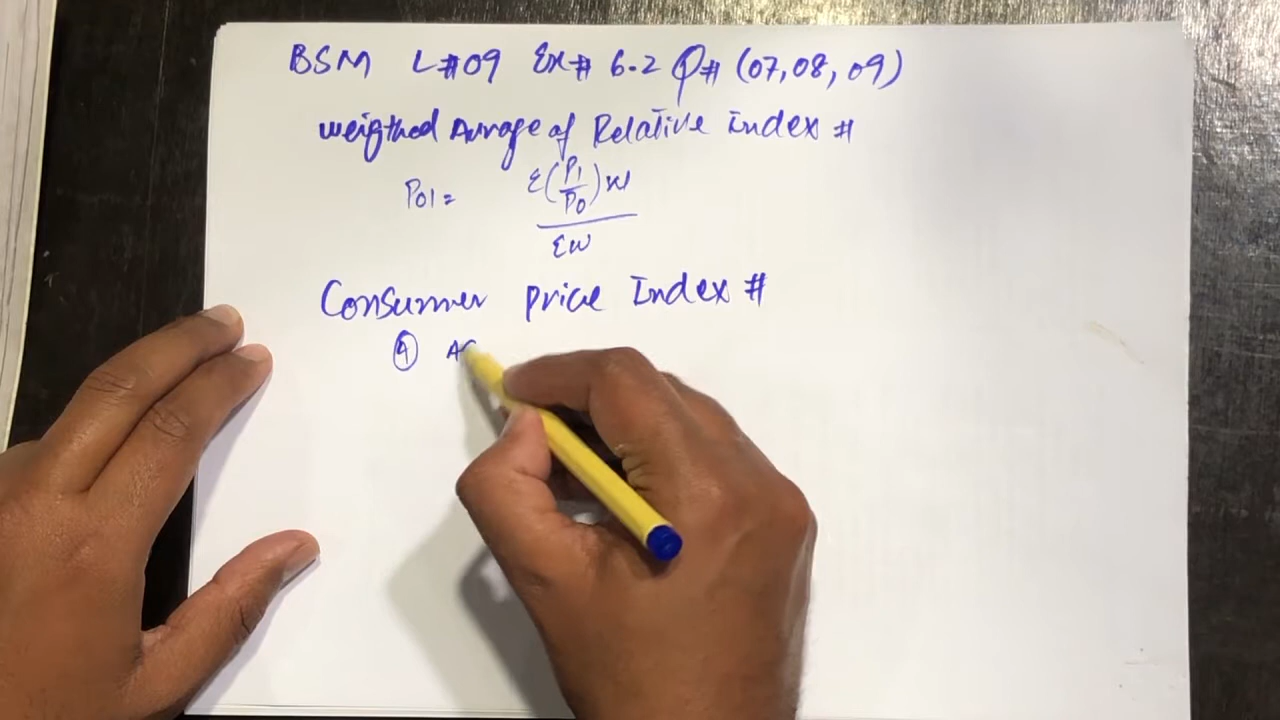 BSM L#09 Ex# 6.2 Q# (07,08,09)
Weigthed Avrage of Relative Index #
P01 = Σ(P1/P0)W
ΣW
Consumer price Index #
(A) AG